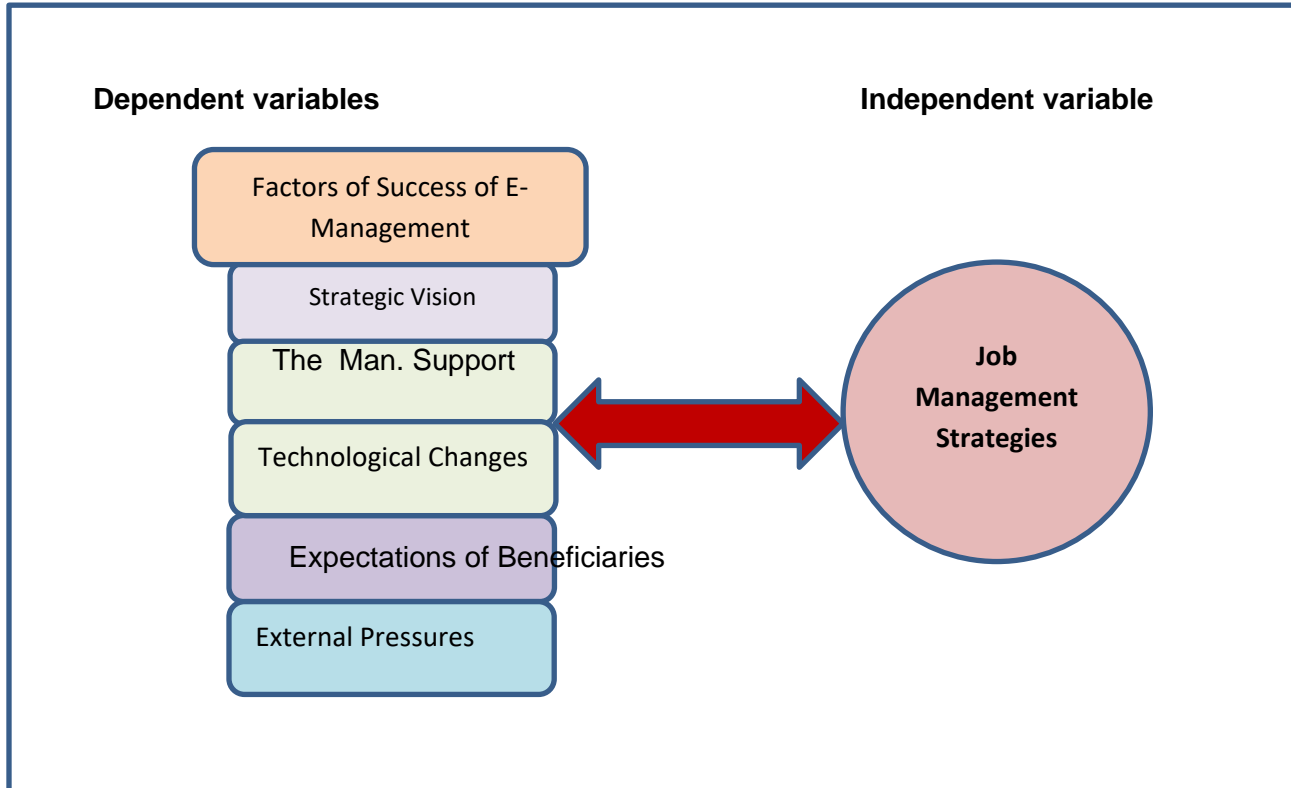 Dependent variables
Independent variable
Factors of Success of E-
Management
Strategic Vision
The Man. Support
Technological Changes
Expectations of Beneficiaries
External Pressures
Job
Management
Strategies